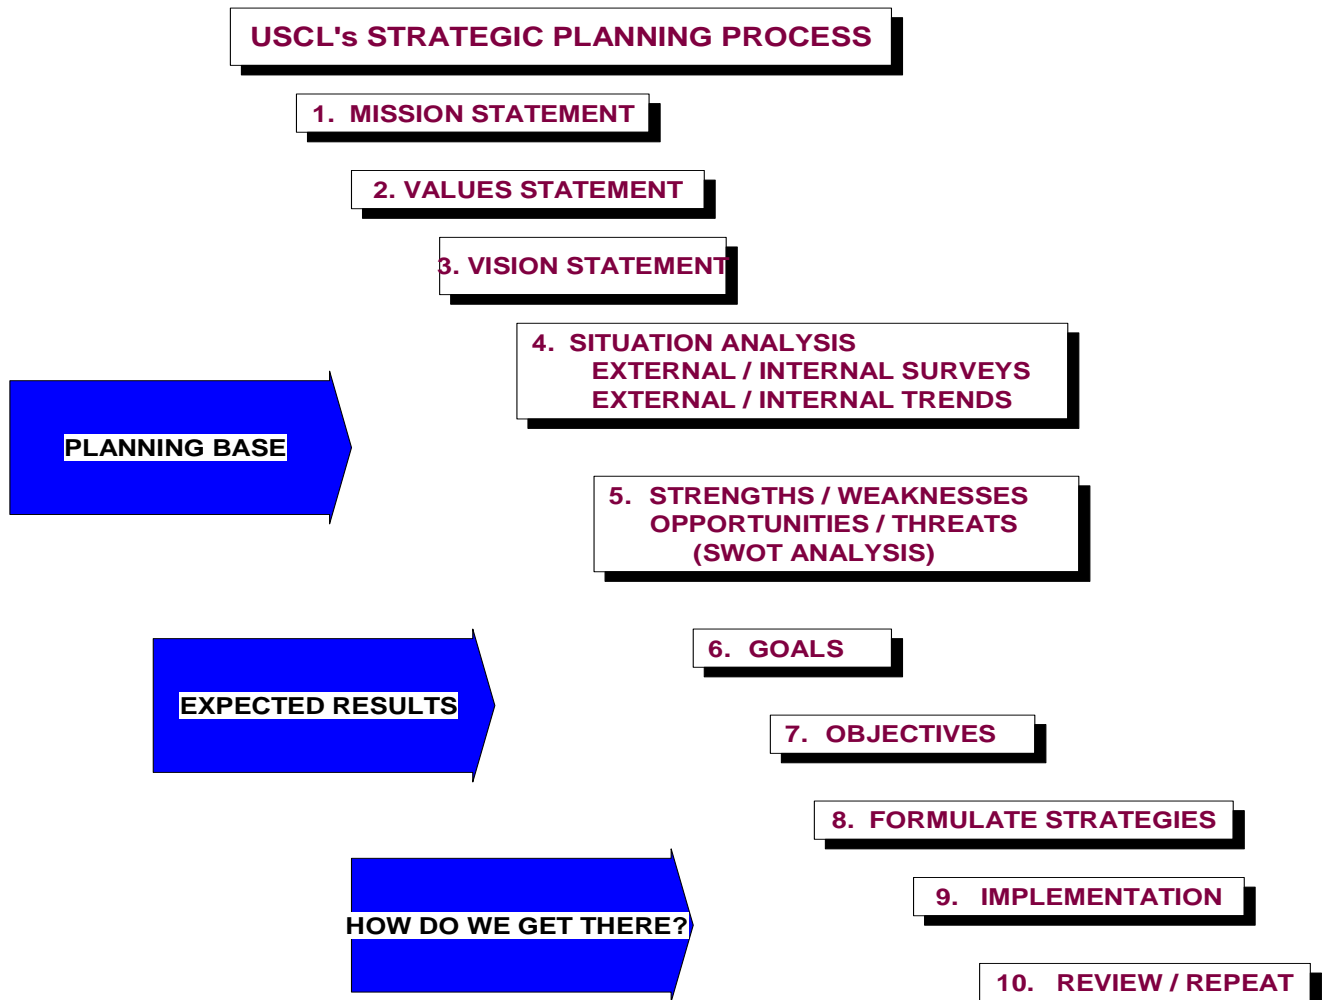 USCL's STRATEGIC PLANNING PROCESS
1. MISSION STATEMENT
2. VALUES STATEMENT
3. VISION STATEMENT
4. SITUATION ANALYSIS
EXTERNAL / INTERNAL SURVEYS
EXTERNAL / INTERNAL TRENDS
PLANNING BASE
5. STRENGTHS / WEAKNESSES
OPPORTUNITIES / THREATS
(SWOT ANALYSIS)
6. GOALS
EXPECTED RESULTS
7. OBJECTIVES
8. FORMULATE STRATEGIES
9. IMPLEMENTATION
HOW DO WE GET THERE?
10. REVIEW / REPEAT